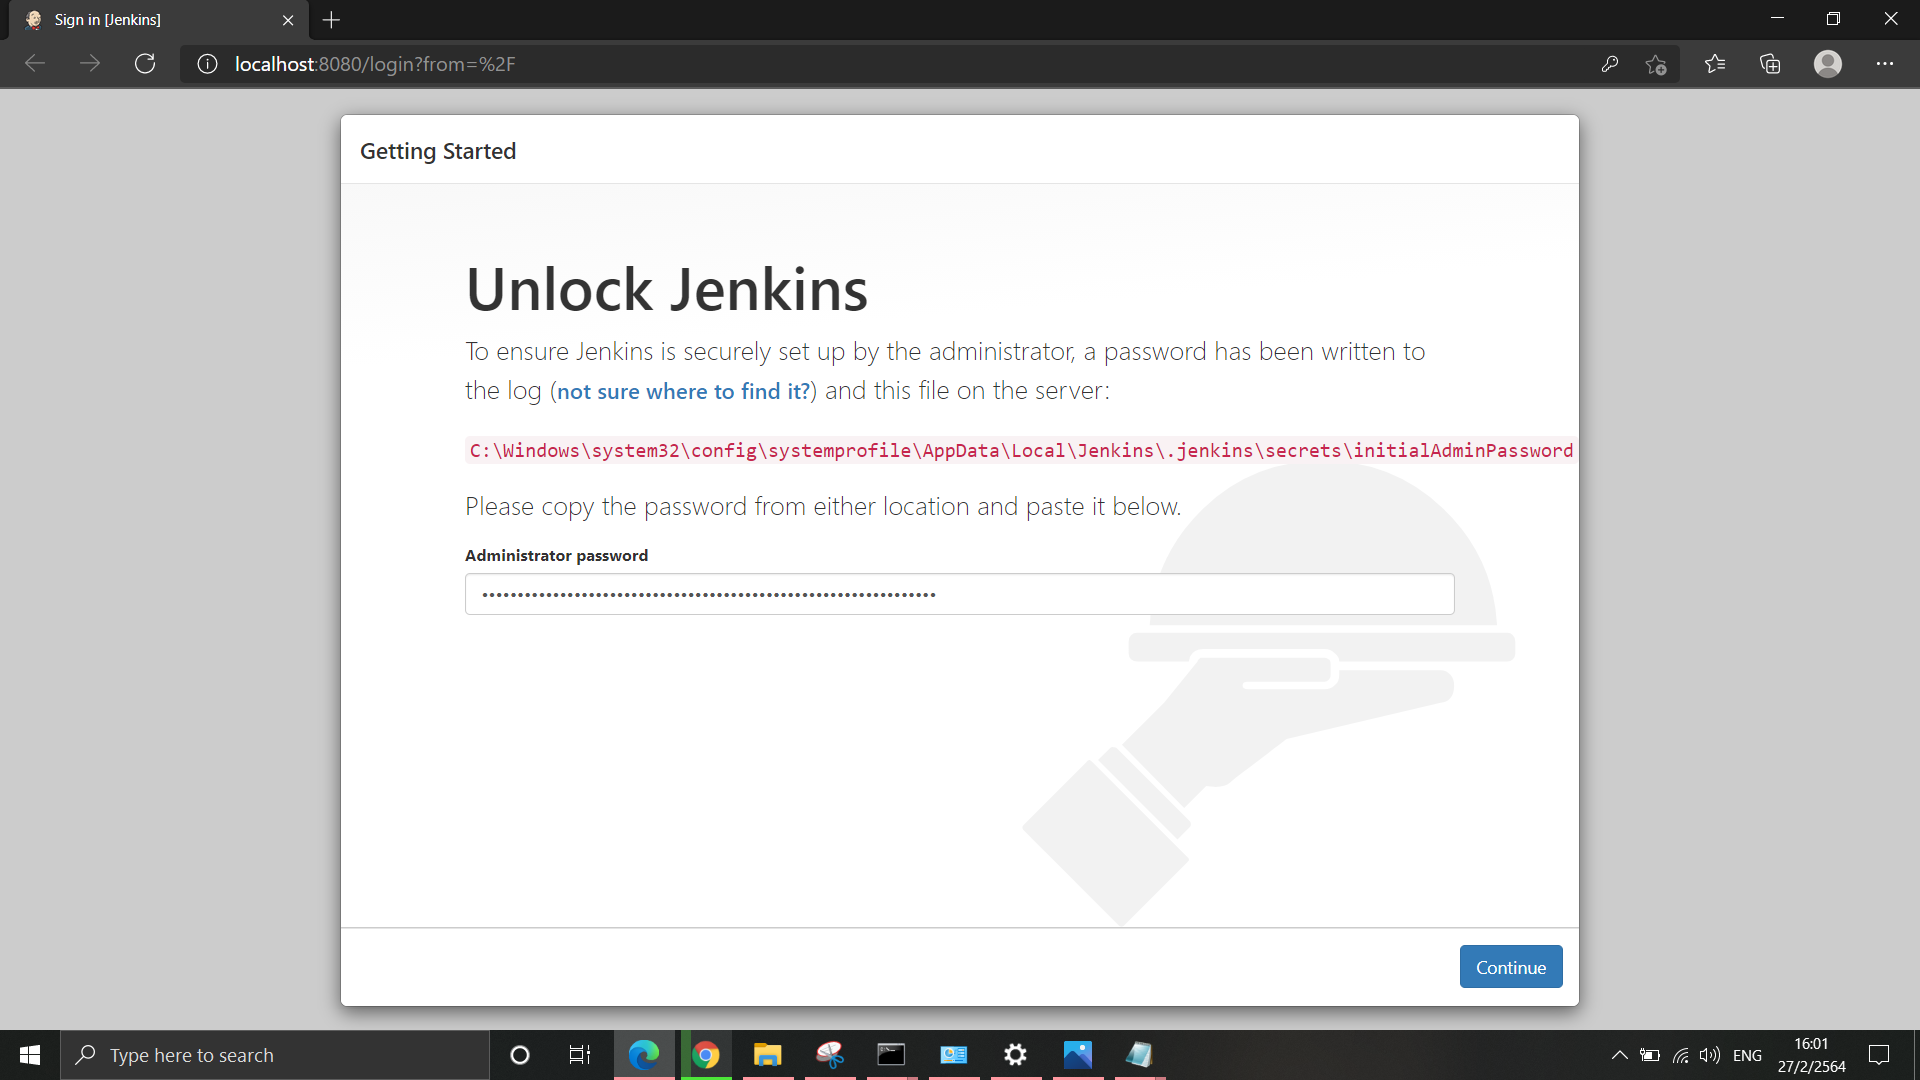 Sign in [Jenkins]
localhost:8080/login?from=%2F
Getting Started
Unlock Jenkins
To ensure Jenkins is securely set up by the administrator, a password has been written to
the log (not sure where to find it?) and this file on the server:
C:\Windows\system32\config\systemprofile\AppData\Local\Jenkins\.jenkins\secrets\initialAdminPassword
Please copy the password from either location and paste it below.
Administrator password
Continue
Type here to search
ENG
16:01
27/2/2564